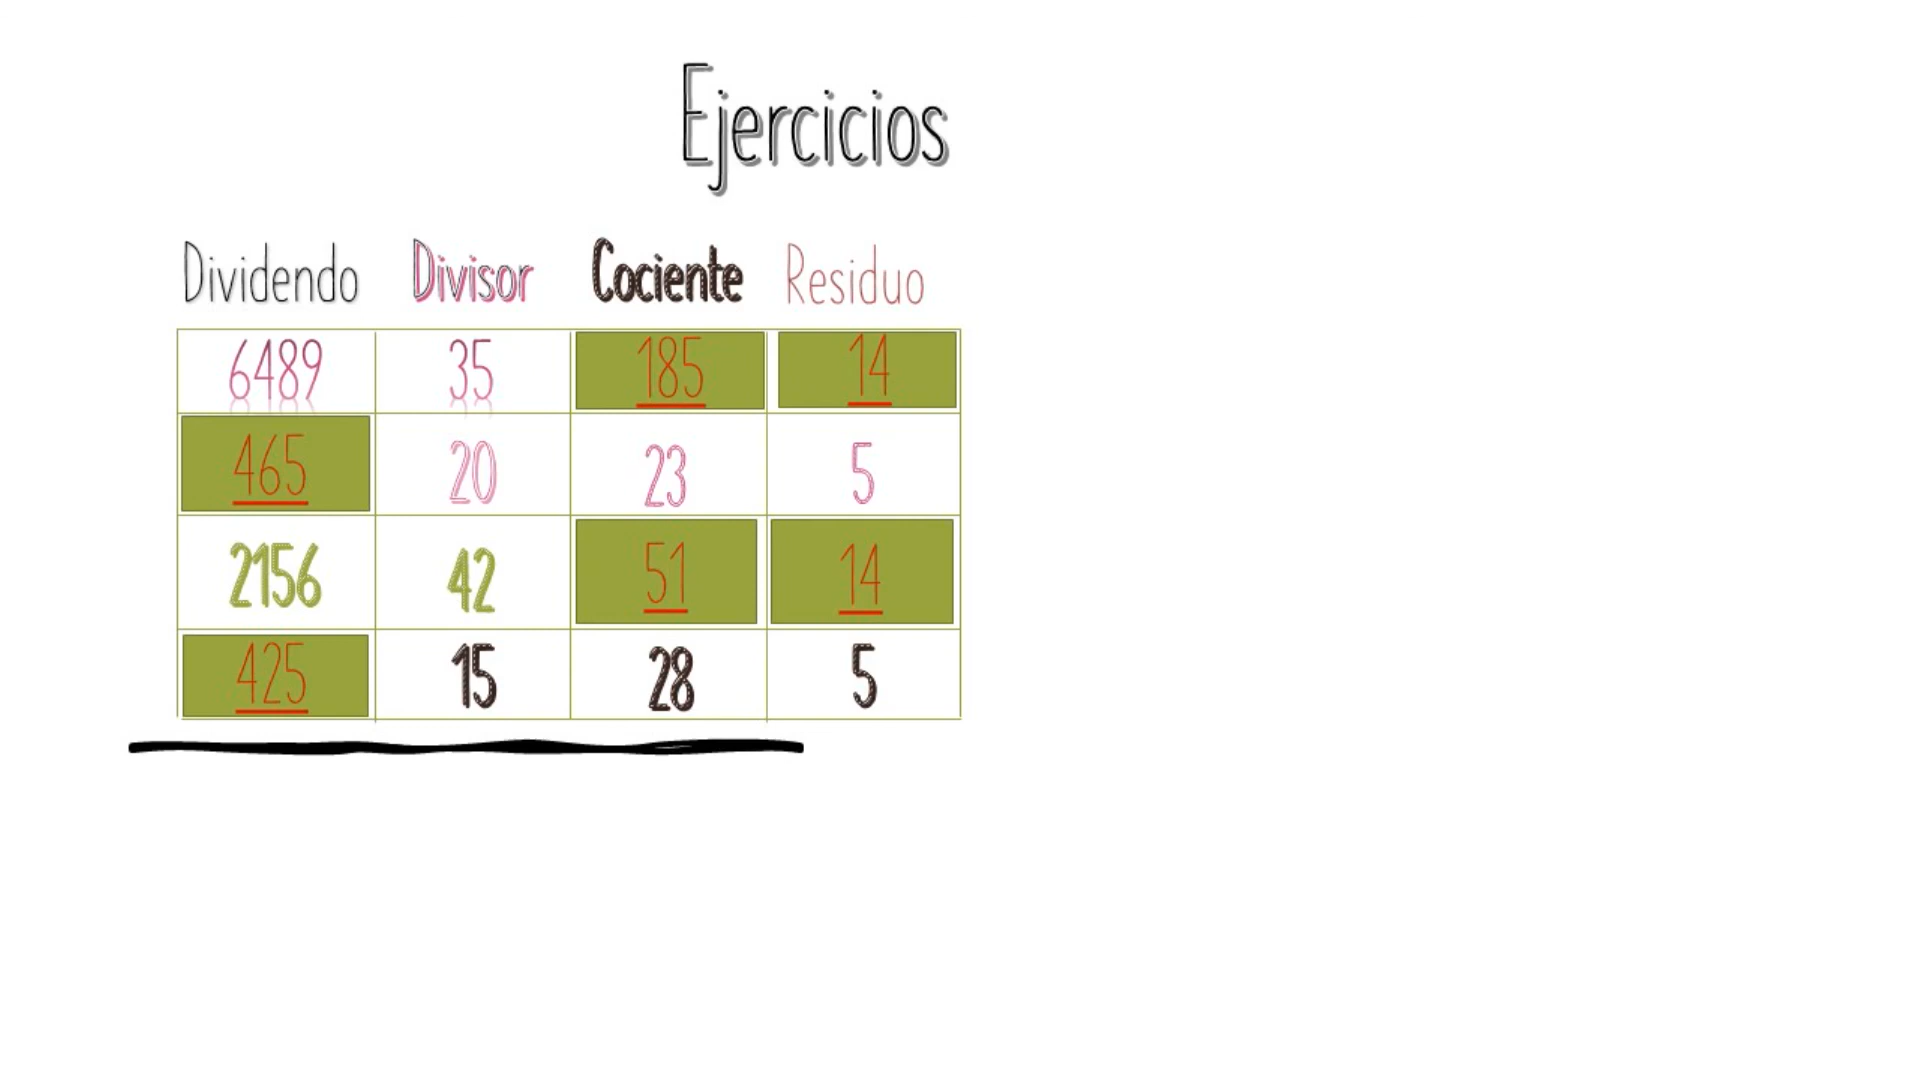 Ejercicios
Dividendo Divisor Cociente Residuo
6489 35 185 14
465 20 23 5
2156 42 51 14
425 15 28 5